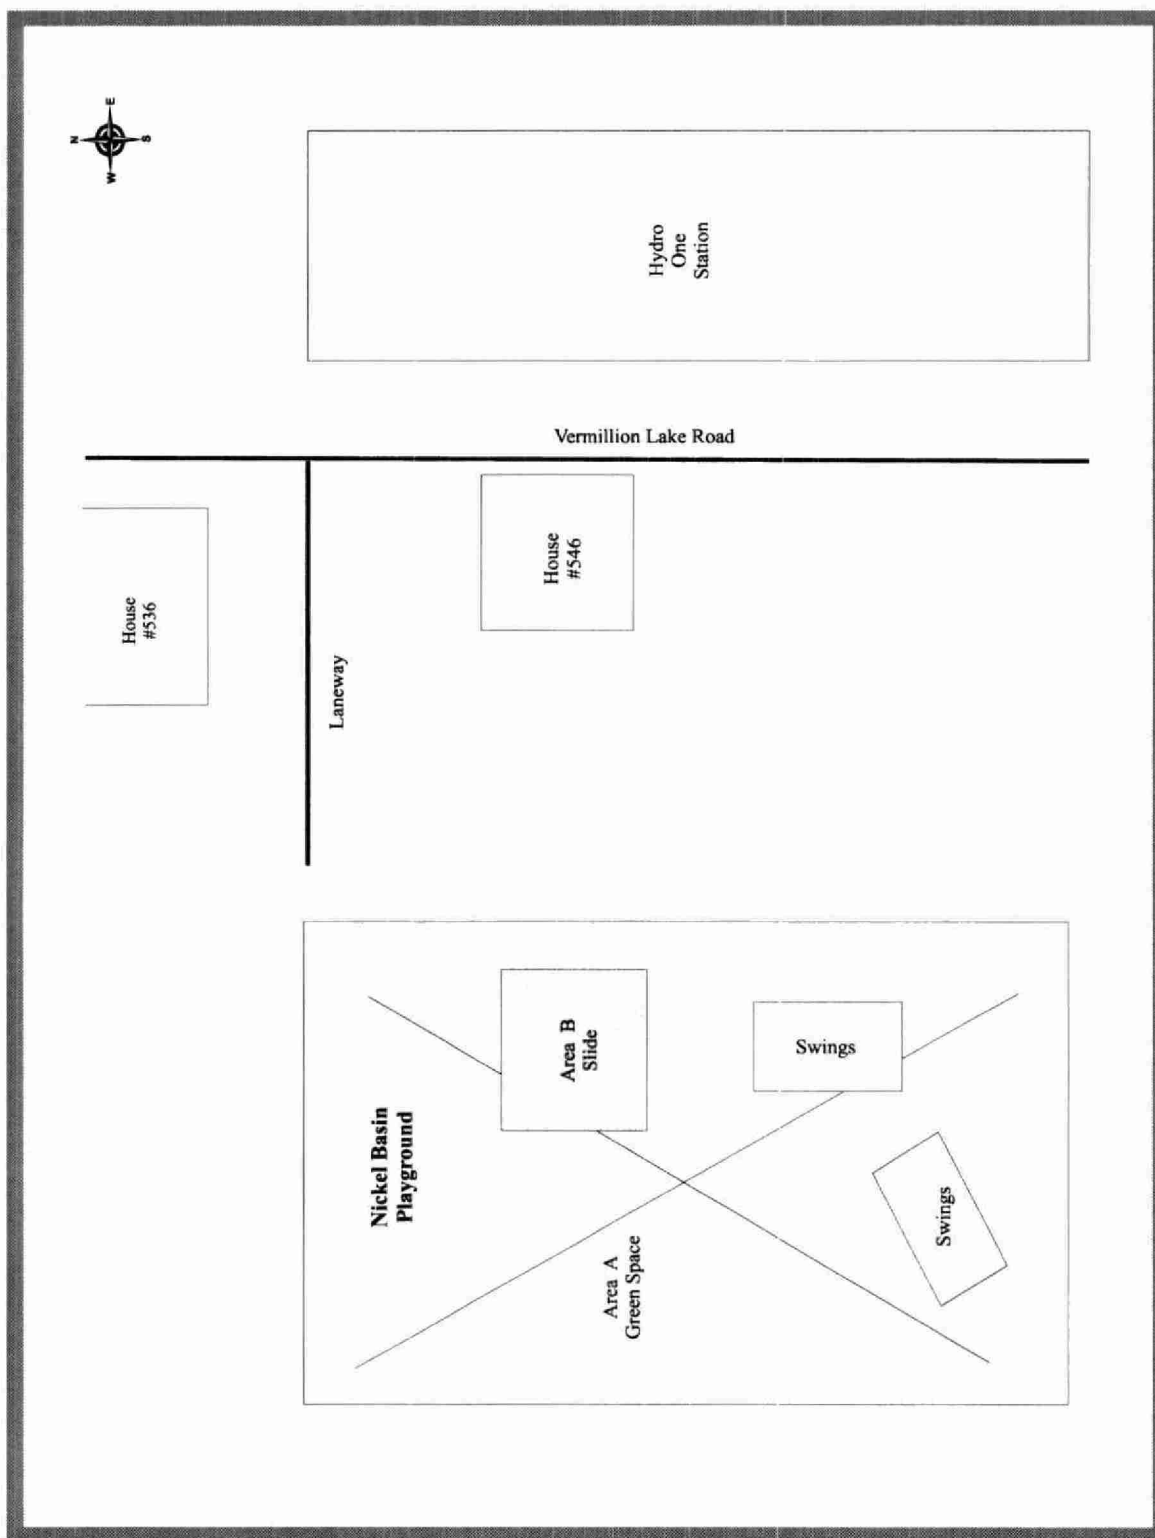 N
E
S
W
Hydro
One
Station
Vermillion Lake Road
House
#536
House
#546
Laneway
Nickel Basin
Playground
Area B
Slide
Swings
Area A
Green Space
Swings